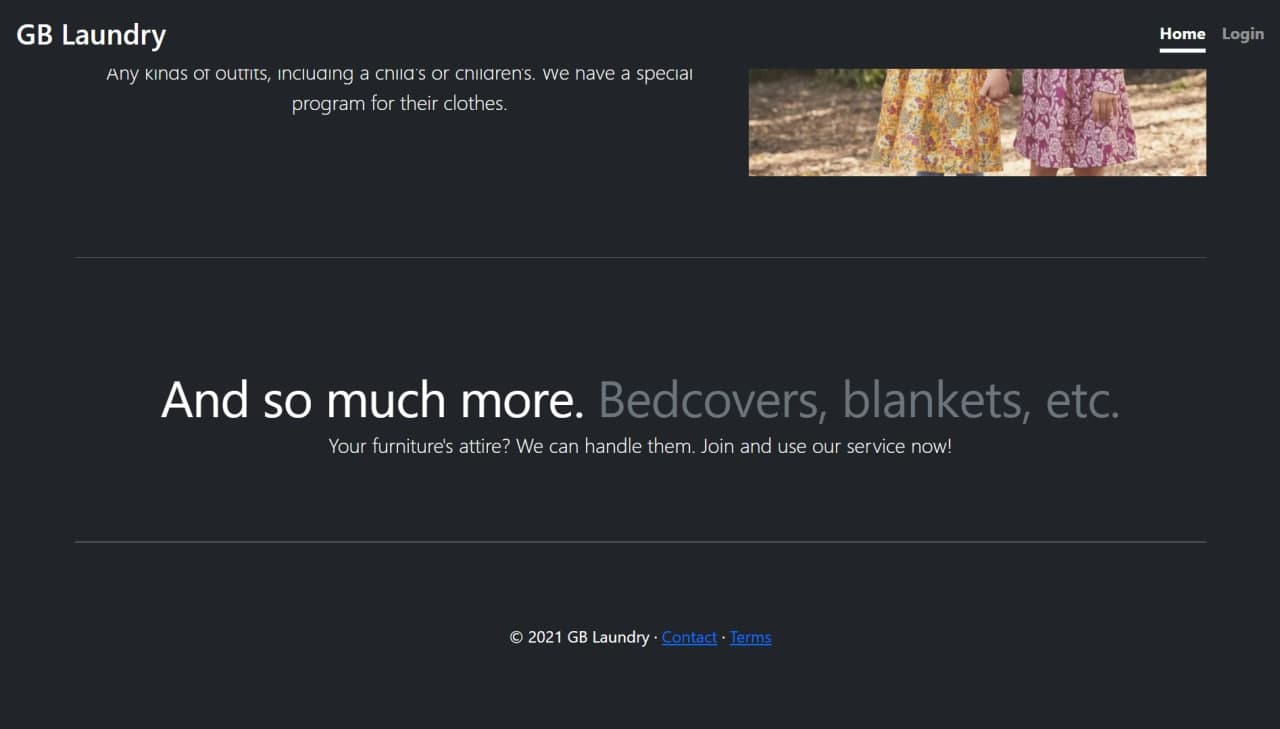 GB Laundry
Home Login
Any kinds of outfits, including a child's or children's. We have a special
program for their clothes.
And so much more. Bedcovers, blankets, etc.
Your furniture's attire? We can handle them. Join and use our service now!
© 2021 GB Laundry · Contact · Terms